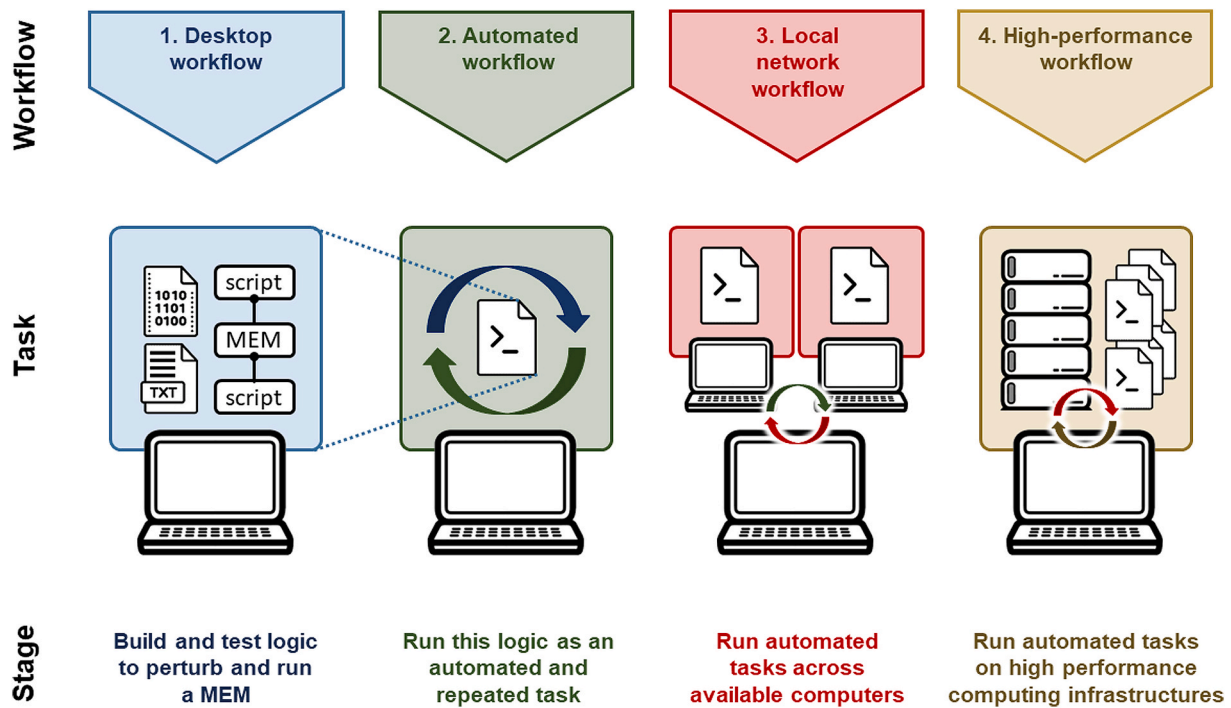 Workflow
1. Desktop
workflow
2. Automated
workflow
3. Local
network
workflow
4. High-performance
workflow
Task
1010
1101
0100
TXT
script
MEM
script
>_
>_
>_
>_
>_
Stage
Build and test logic
to perturb and run
a MEM
Run this logic as an
automated and
repeated task
Run automated
tasks across
available computers
Run automated tasks
on high performance
computing infrastructures